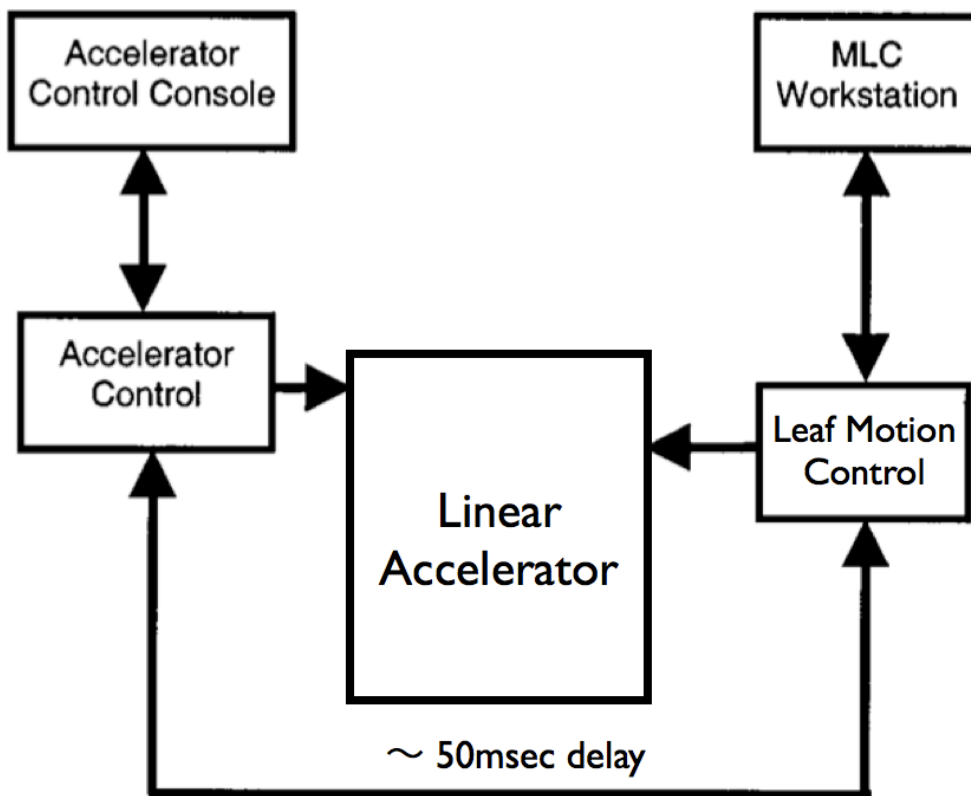 Accelerator
Control Console
MLC
Workstation
Accelerator
Control
Leaf Motion
Control
Linear
Accelerator
～ 50msec delay